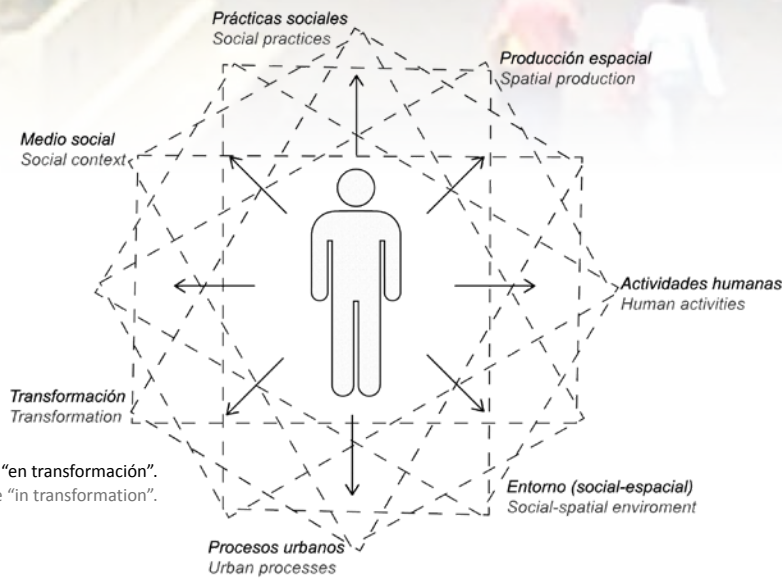 Prácticas sociales
Social practices
Producción espacial
Spatial production
Medio social
Social context
Actividades humanas
Human activities
Transformación
Transformation
“en transformación”.
e “in transformation”.
Entorno (social-espacial)
Social-spatial enviroment
Procesos urbanos
Urban processes